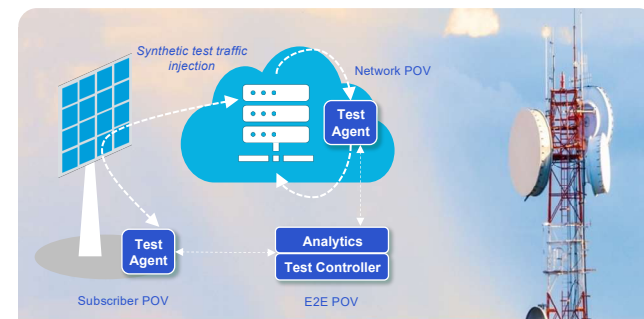 Synthetic test traffic
injection
Network POV
Test
Agent
Test
Agent
Analytics
Test Controller
Subscriber POV
E2E POV